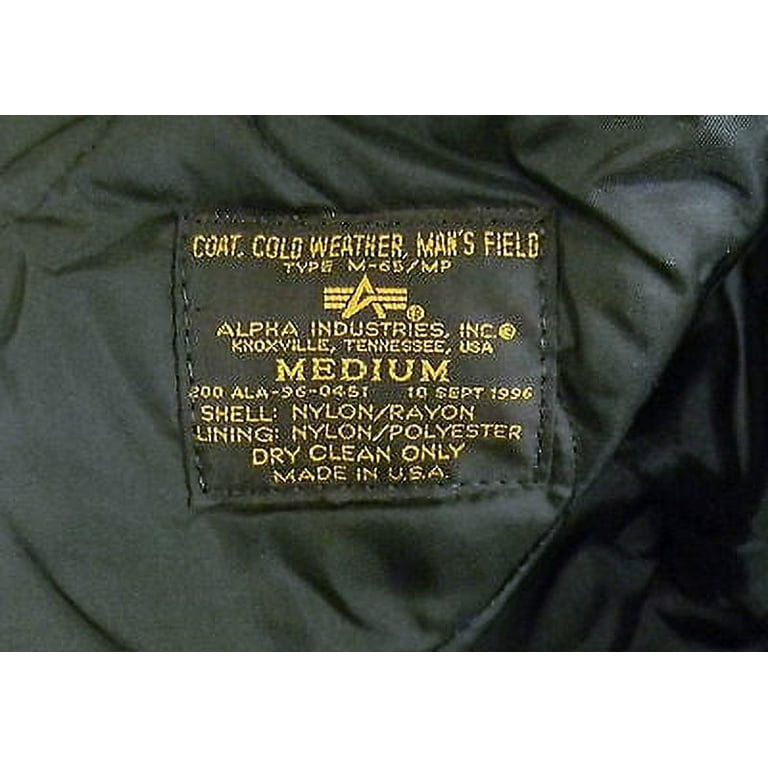 COAT, COLD WEATHER, MAN'S FIELD
TYPE M-65/MP
A ®
ALPHA INDUSTRIES, INC.®
KNOXVILLE, TENNESSEE, USA
MEDIUM
200 ALA-96-0451 10 SEPT 1996
SHELL: NYLON/RAYON
LINING: NYLON/POLYESTER
DRY CLEAN ONLY
MADE IN U.S.A.